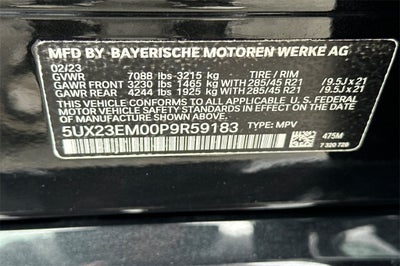 MFD. BY BAYERISCHE MOTOREN WERKE AG
02/23
GVWR 7088 lbs 3215 kg TIRE / RIM
GAWR FRONT 3230 lbs 1465 kg WITH 285/45 R21 / 9.5J x 21
GAWR REAR 4244 lbs 1925 kg WITH 285/45 R21 / 9.5J x 21
THIS VEHICLE CONFORMS TO ALL APPLICABLE U.S. FEDERAL
MOTOR VEHICLE SAFETY STANDARDS IN EFFECT ON THE
DATE OF MANUFACTURE SHOWN ABOVE.
5UX23EM00P9R59183 TYPE: MPV
475M
7 320 729